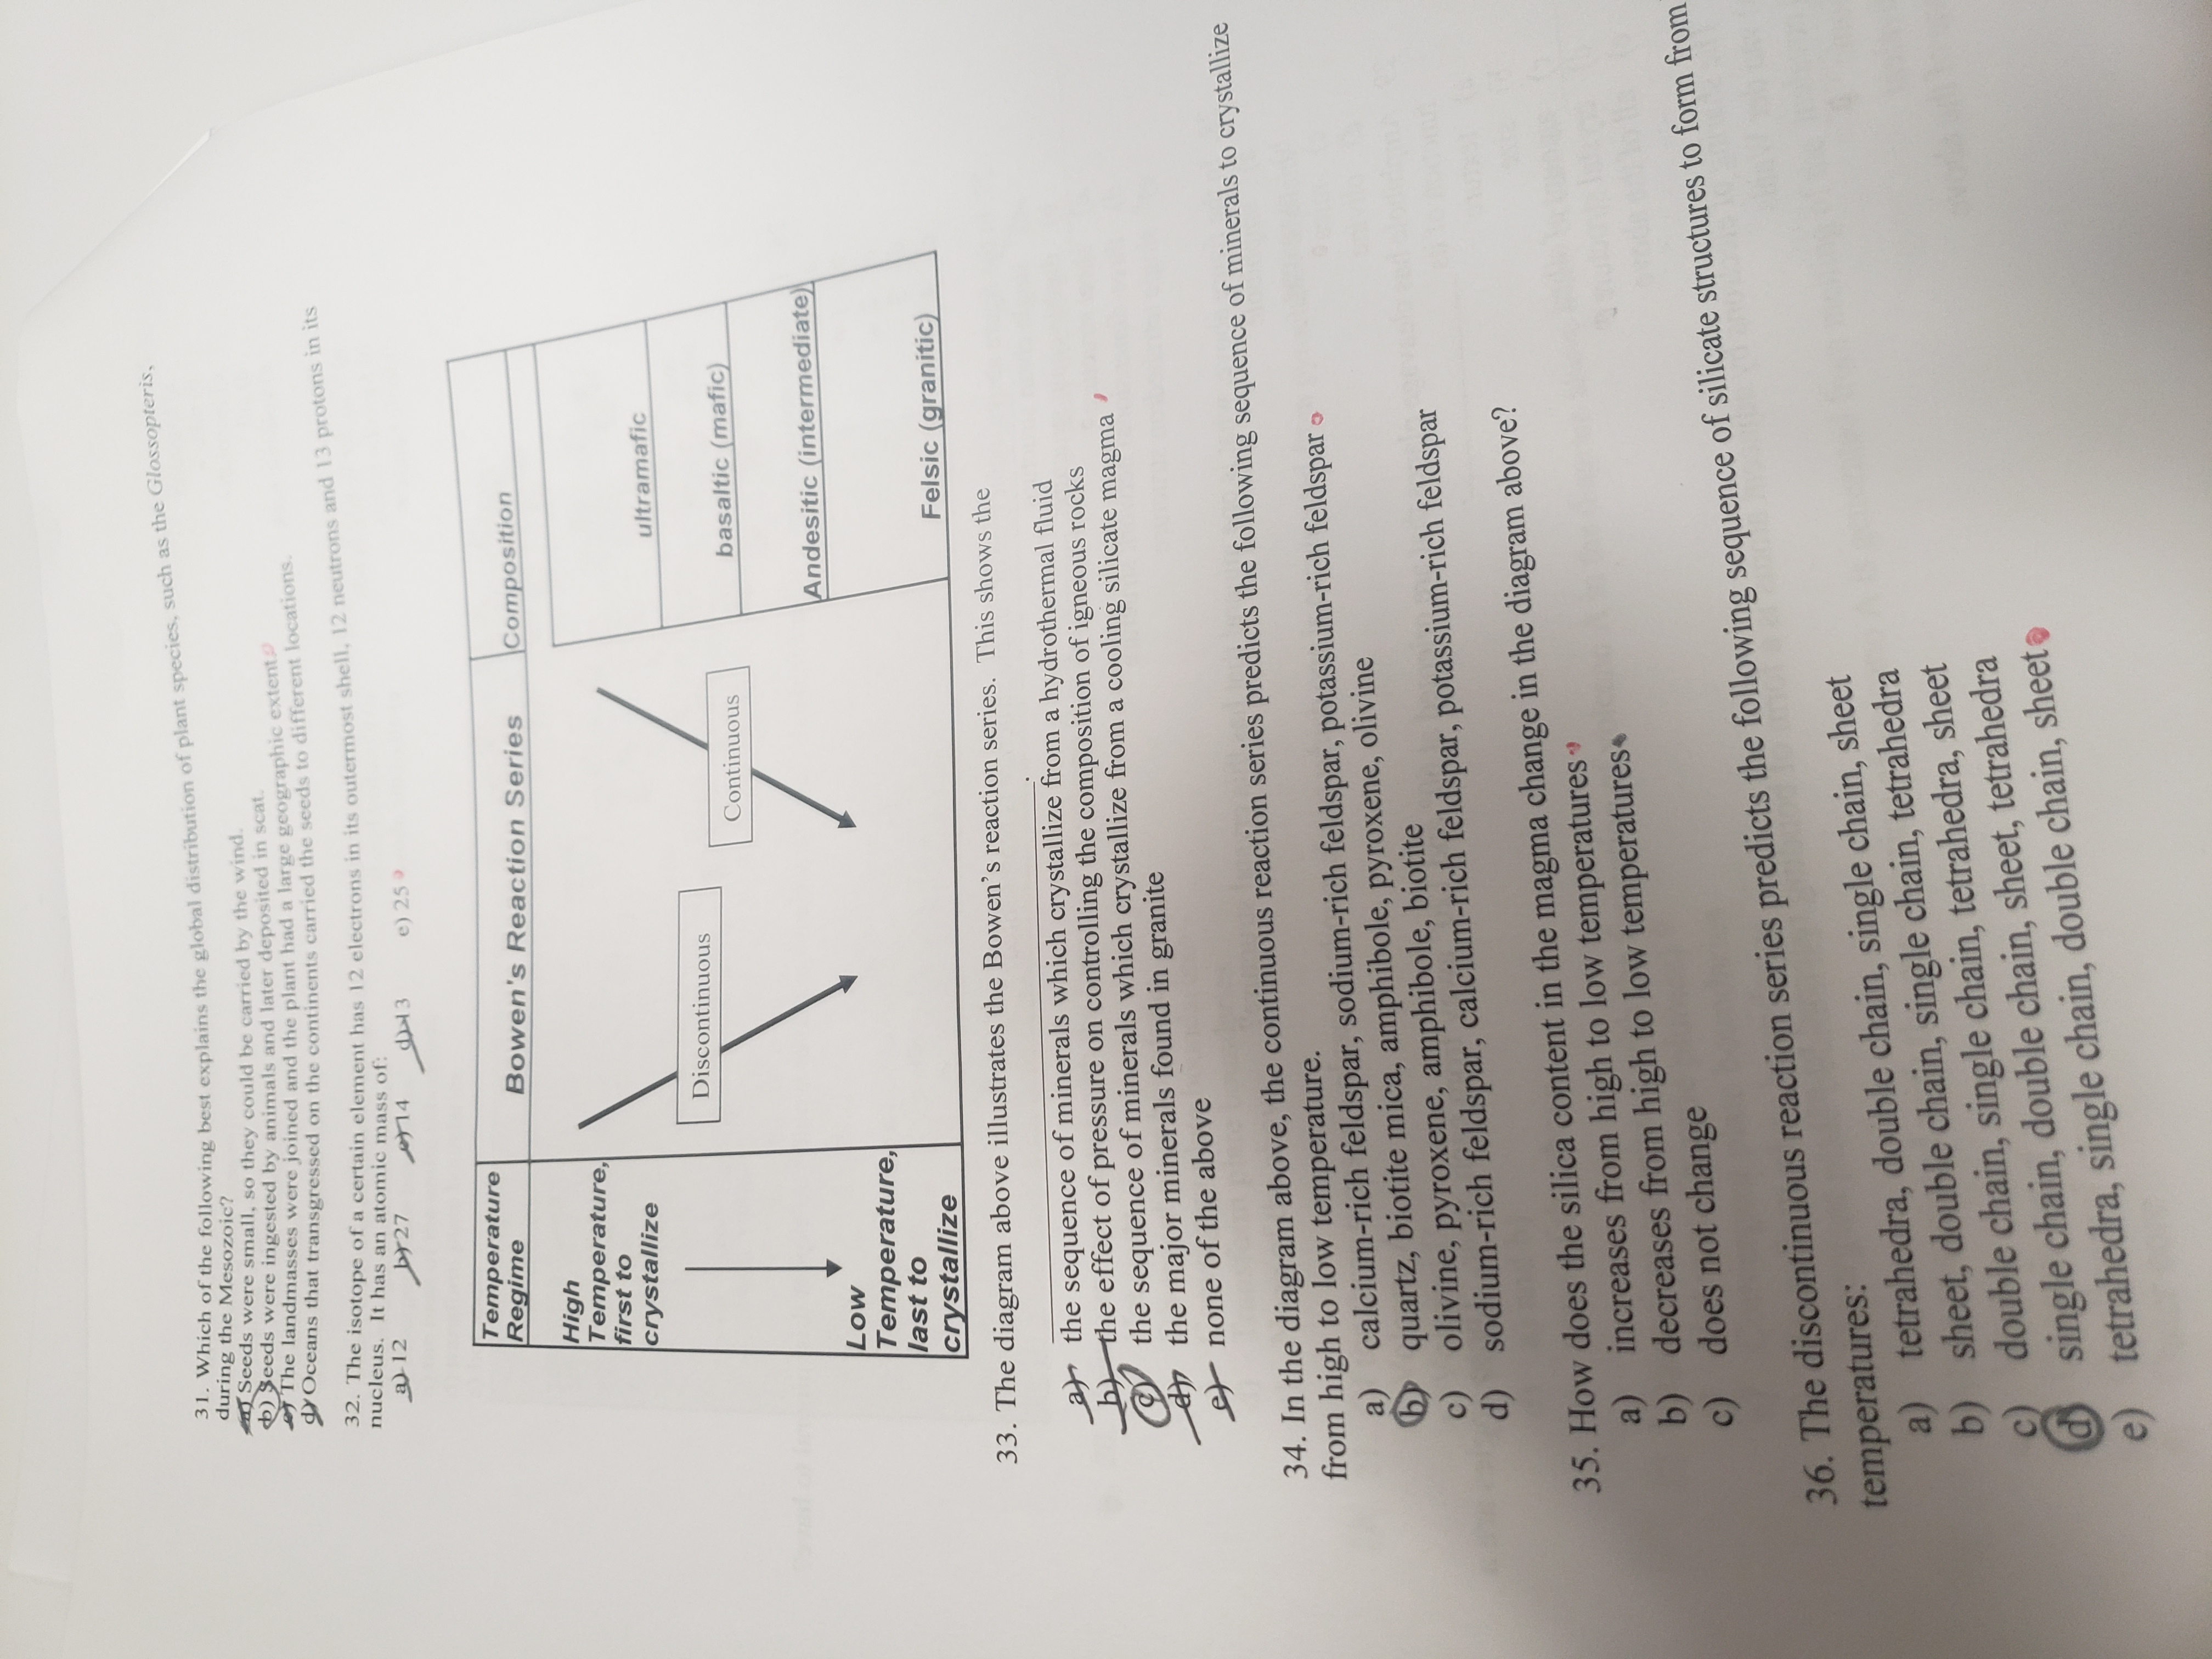 31. Which of the following best explains the global distribution of plant species, such as the Glossopteris,
during the Mesozoic?
a) Seeds were small, so they could be carried by the wind.
b) Seeds were ingested by animals and later deposited in scat.
c) The landmasses were joined and the plant had a large geographic extent.
d) Oceans that transgressed on the continents carried the seeds to different locations.
32. The isotope of a certain element has 12 electrons in its outermost shell, 12 neutrons and 13 protons in its
nucleus. It has an atomic mass of:
a) 12 b) 27 c) 14 d) 13 e) 25
Temperature
Regime
Bowen's Reaction Series
Composition
High
Temperature,
first to
crystallize
Low
Temperature,
last to
crystallize
Discontinuous
Continuous
ultramafic
basaltic (mafic)
Andesitic (intermediate)
Felsic (granitic)
33. The diagram above illustrates the Bowen's reaction series. This shows the
____________________.
a) the sequence of minerals which crystallize from a hydrothermal fluid
b) the effect of pressure on controlling the composition of igneous rocks
c) the sequence of minerals which crystallize from a cooling silicate magma
d) the major minerals found in granite
e) none of the above
34. In the diagram above, the continuous reaction series predicts the following sequence of minerals to crystallize
from high to low temperature.
a) calcium-rich feldspar, sodium-rich feldspar, potassium-rich feldspar
b) quartz, biotite mica, amphibole, pyroxene, olivine
c) olivine, pyroxene, amphibole, biotite
d) sodium-rich feldspar, calcium-rich feldspar, potassium-rich feldspar
35. How does the silica content in the magma change in the diagram above?
a) increases from high to low temperatures
b) decreases from high to low temperatures
c) does not change
36. The discontinuous reaction series predicts the following sequence of silicate structures to form from
temperatures:
a) tetrahedra, double chain, single chain, sheet
b) sheet, double chain, single chain, tetrahedra
c) double chain, single chain, tetrahedra, sheet
d) single chain, double chain, sheet, tetrahedra
e) tetrahedra, single chain, double chain, sheet